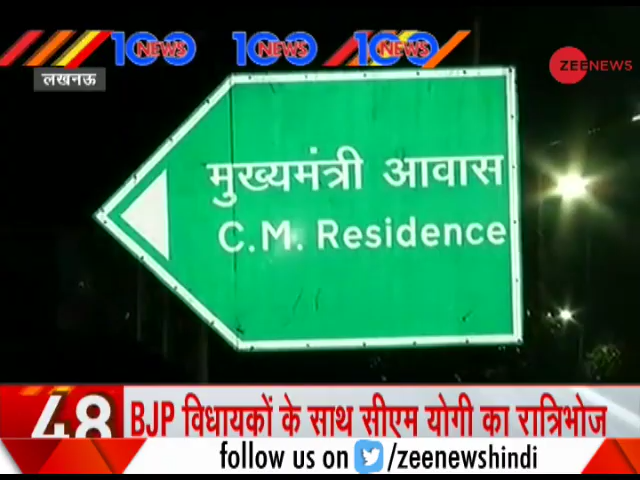 100 NEWS 100 NEWS 100 NEWS
ZEE NEWS
लखनऊ
मुख्यमंत्री आवास
C.M. Residence
48 BJP विधायकों के साथ सीएम योगी का रात्रिभोज
follow us on /zeenewshindi